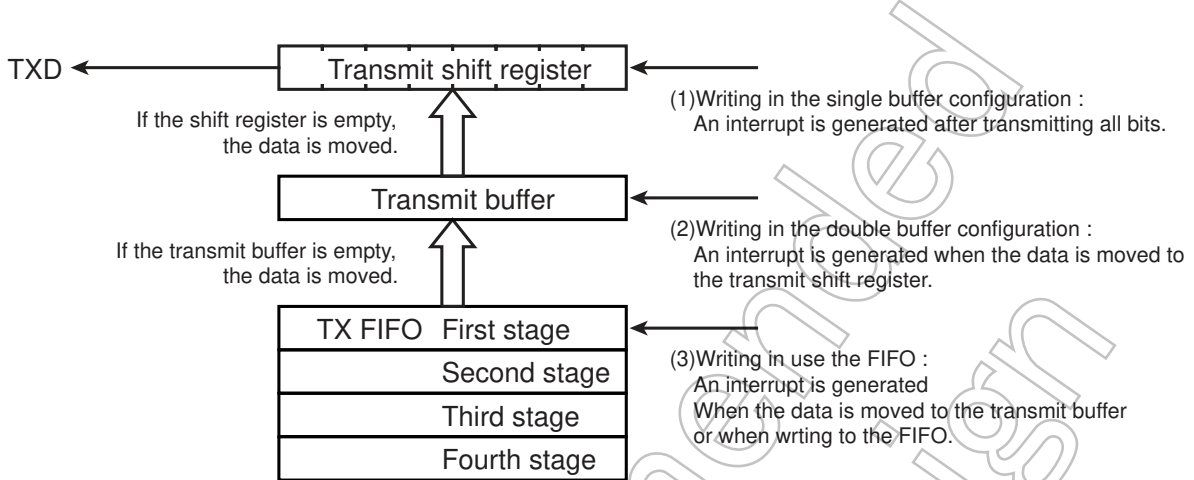 TXD
Transmit shift register
(1)Writing in the single buffer configuration :
An interrupt is generated after transmitting all bits.
If the shift register is empty,
the data is moved.
Transmit buffer
(2)Writing in the double buffer configuration :
An interrupt is generated when the data is moved to
the transmit shift register.
If the transmit buffer is empty,
the data is moved.
TX FIFO First stage
Second stage
Third stage
Fourth stage
(3)Writing in use the FIFO :
An interrupt is generated
When the data is moved to the transmit buffer
or when wrting to the FIFO.